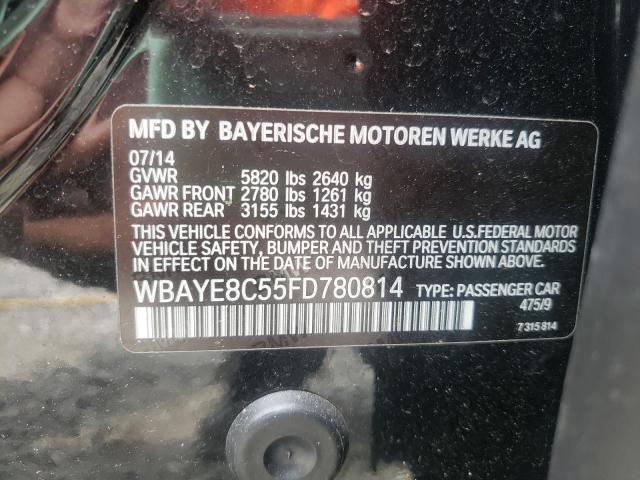 MFD BY BAYERISCHE MOTOREN WERKE AG
07/14
GVWR 5820 lbs 2640 kg
GAWR FRONT 2780 lbs 1261 kg
GAWR REAR 3155 lbs 1431 kg
THIS VEHICLE CONFORMS TO ALL APPLICABLE U.S.FEDERAL MOTOR
VEHICLE SAFETY, BUMPER AND THEFT PREVENTION STANDARDS
IN EFFECT ON THE DATE OF MANUFACTURE SHOWN ABOVE.
WBAYE8C55FD780814 TYPE: PASSENGER CAR
475/9
7 315 814